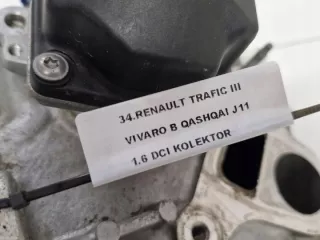 34.RENAULT TRAFIC III
VIVARO B QASHQAI J11
1.6 DCI KOLEKTOR